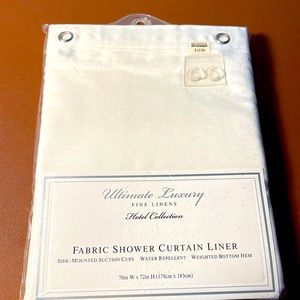 Ultimate Luxury
FINE LINENS
Hotel Collection
FABRIC SHOWER CURTAIN LINER
SIDE-MOUNTED SUCTION CUPS WATER REPELLENT WEIGHTED BOTTOM HEM
70in W x 72in H (178cm x 183cm)